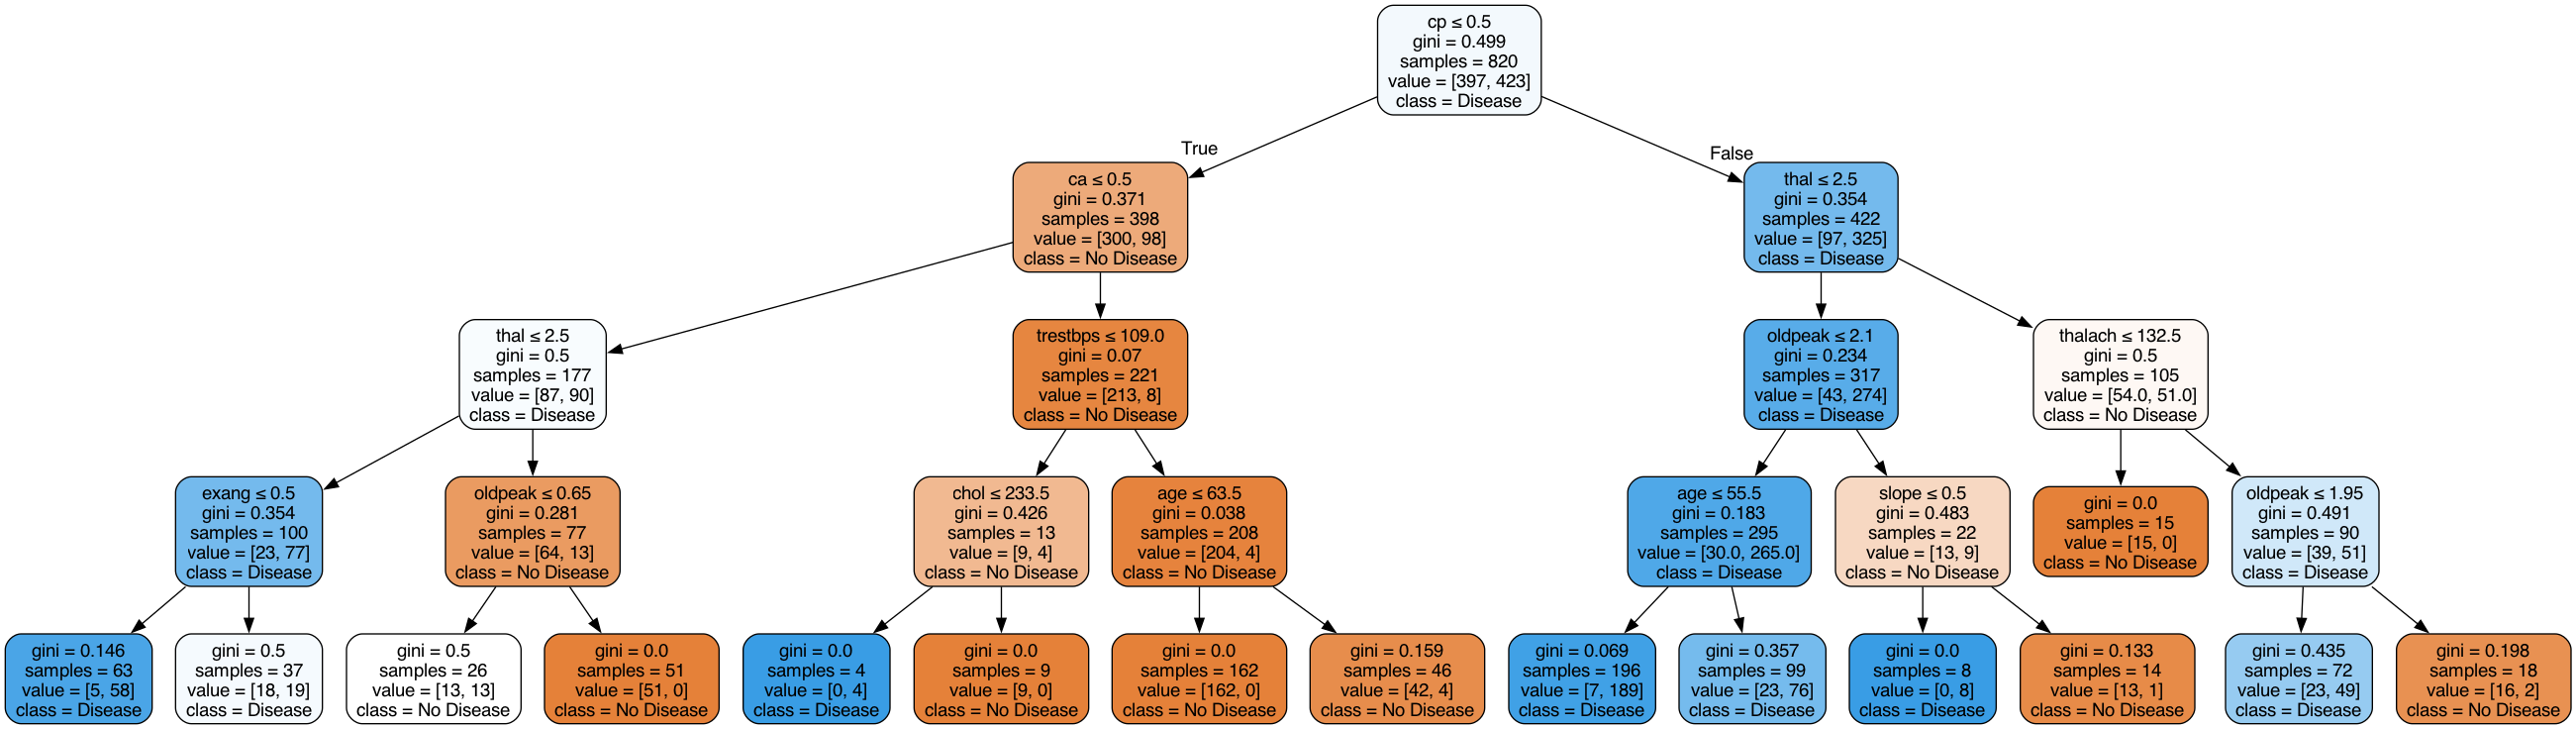 cp ≤ 0.5
gini = 0.499
samples = 820
value = [397, 423]
class = Disease
True
False
ca ≤ 0.5
gini = 0.371
samples = 398
value = [300, 98]
class = No Disease
thal ≤ 2.5
gini = 0.354
samples = 422
value = [97, 325]
class = Disease
thal ≤ 2.5
gini = 0.5
samples = 177
value = [87, 90]
class = Disease
trestbps ≤ 109.0
gini = 0.07
samples = 221
value = [213, 8]
class = No Disease
oldpeak ≤ 2.1
gini = 0.234
samples = 317
value = [43, 274]
class = Disease
thalach ≤ 132.5
gini = 0.5
samples = 105
value = [54.0, 51.0]
class = No Disease
exang ≤ 0.5
gini = 0.354
samples = 100
value = [23, 77]
class = Disease
oldpeak ≤ 0.65
gini = 0.281
samples = 77
value = [64, 13]
class = No Disease
chol ≤ 233.5
gini = 0.426
samples = 13
value = [9, 4]
class = No Disease
age ≤ 63.5
gini = 0.038
samples = 208
value = [204, 4]
class = No Disease
age ≤ 55.5
gini = 0.183
samples = 295
value = [30.0, 265.0]
class = Disease
slope ≤ 0.5
gini = 0.483
samples = 22
value = [13, 9]
class = No Disease
gini = 0.0
samples = 15
value = [15, 0]
class = No Disease
oldpeak ≤ 1.95
gini = 0.491
samples = 90
value = [39, 51]
class = Disease
gini = 0.146
samples = 63
value = [5, 58]
class = Disease
gini = 0.5
samples = 37
value = [18, 19]
class = Disease
gini = 0.5
samples = 26
value = [13, 13]
class = No Disease
gini = 0.0
samples = 51
value = [51, 0]
class = No Disease
gini = 0.0
samples = 4
value = [0, 4]
class = Disease
gini = 0.0
samples = 9
value = [9, 0]
class = No Disease
gini = 0.0
samples = 162
value = [162, 0]
class = No Disease
gini = 0.159
samples = 46
value = [42, 4]
class = No Disease
gini = 0.069
samples = 196
value = [7, 189]
class = Disease
gini = 0.357
samples = 99
value = [23, 76]
class = Disease
gini = 0.0
samples = 8
value = [0, 8]
class = Disease
gini = 0.133
samples = 14
value = [13, 1]
class = No Disease
gini = 0.435
samples = 72
value = [23, 49]
class = Disease
gini = 0.198
samples = 18
value = [16, 2]
class = No Disease